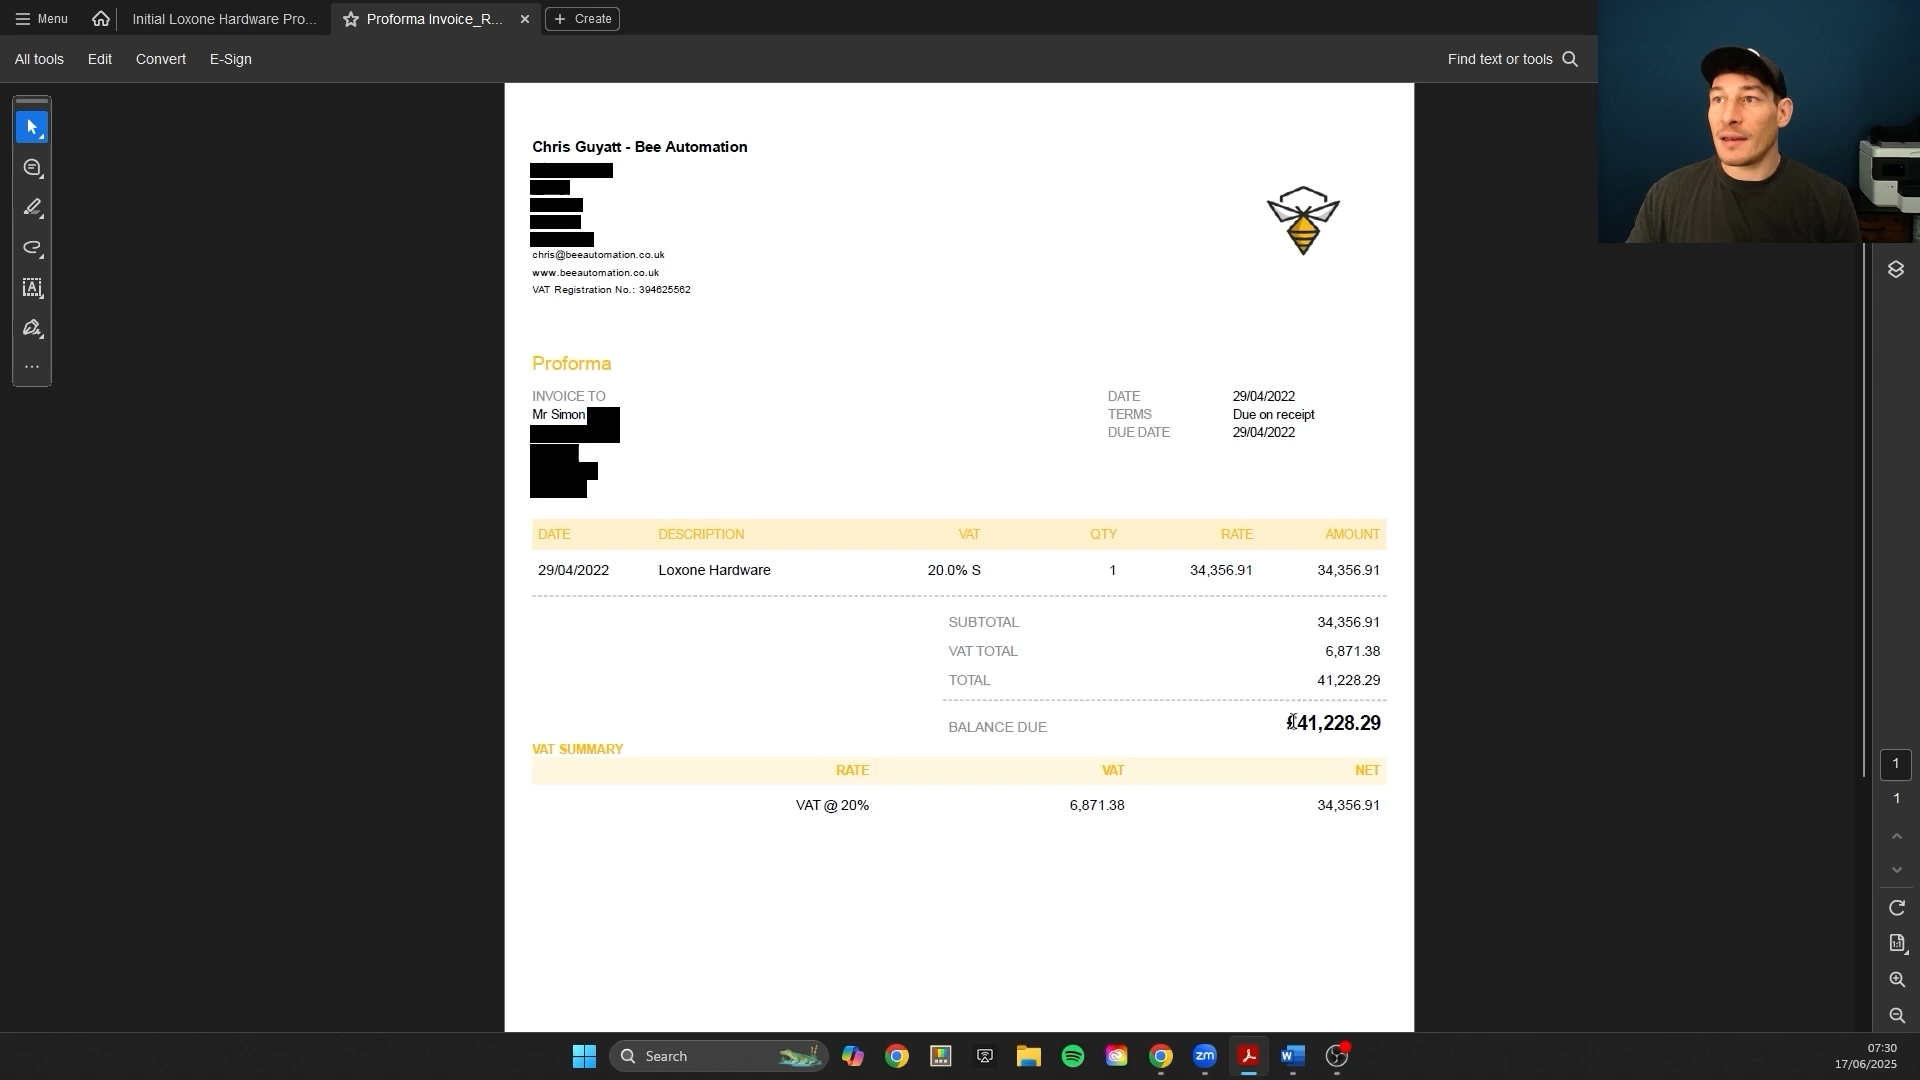 Menu
Initial Loxone Hardware Pro...
Proforma Invoice_R...
Create
All tools
Edit
Convert
E-Sign
Find text or tools
Chris Guyatt - Bee Automation
chris@beeautomation.co.uk
www.beeautomation.co.uk
VAT Registration No.: 394625562
Proforma
INVOICE TO
Mr Simon
DATE 29/04/2022
TERMS Due on receipt
DUE DATE 29/04/2022
DATE DESCRIPTION VAT QTY RATE AMOUNT
29/04/2022 Loxone Hardware 20.0% S 1 34,356.91 34,356.91
SUBTOTAL 34,356.91
VAT TOTAL 6,871.38
TOTAL 41,228.29
BALANCE DUE £41,228.29
VAT SUMMARY
RATE VAT NET
VAT @ 20% 6,871.38 34,356.91
1
1
Search
zm
W
07:30
17/06/2025